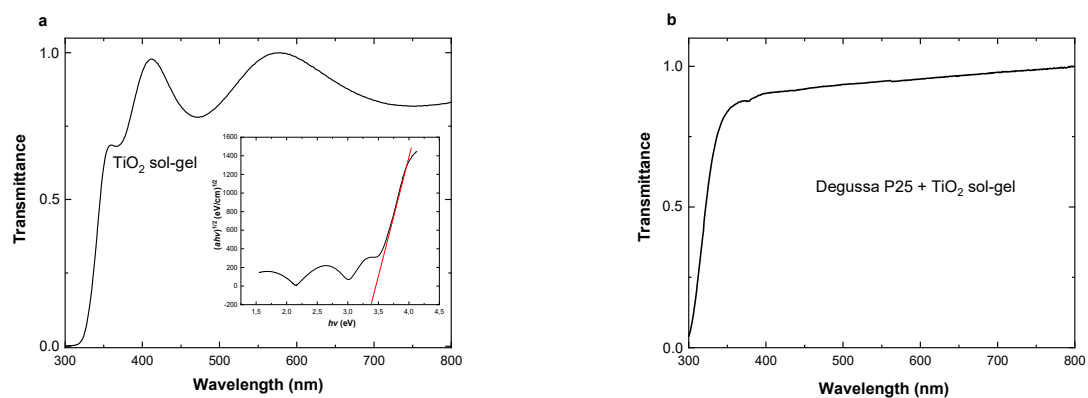 a
1.0
0.5
0.0
300 400 500 600 700 800
Wavelength (nm)
Transmittance
TiO₂ sol-gel
1600
1400
1200
1000
800
600
400
200
0
-200
1,5 2,0 2,5 3,0 3,5 4,0 4,5
hv (eV)
(ahv)^1/2 (eV/cm)^1/2
b
1.0
0.5
0.0
300 400 500 600 700 800
Wavelength (nm)
Transmittance
Degussa P25 + TiO₂ sol-gel